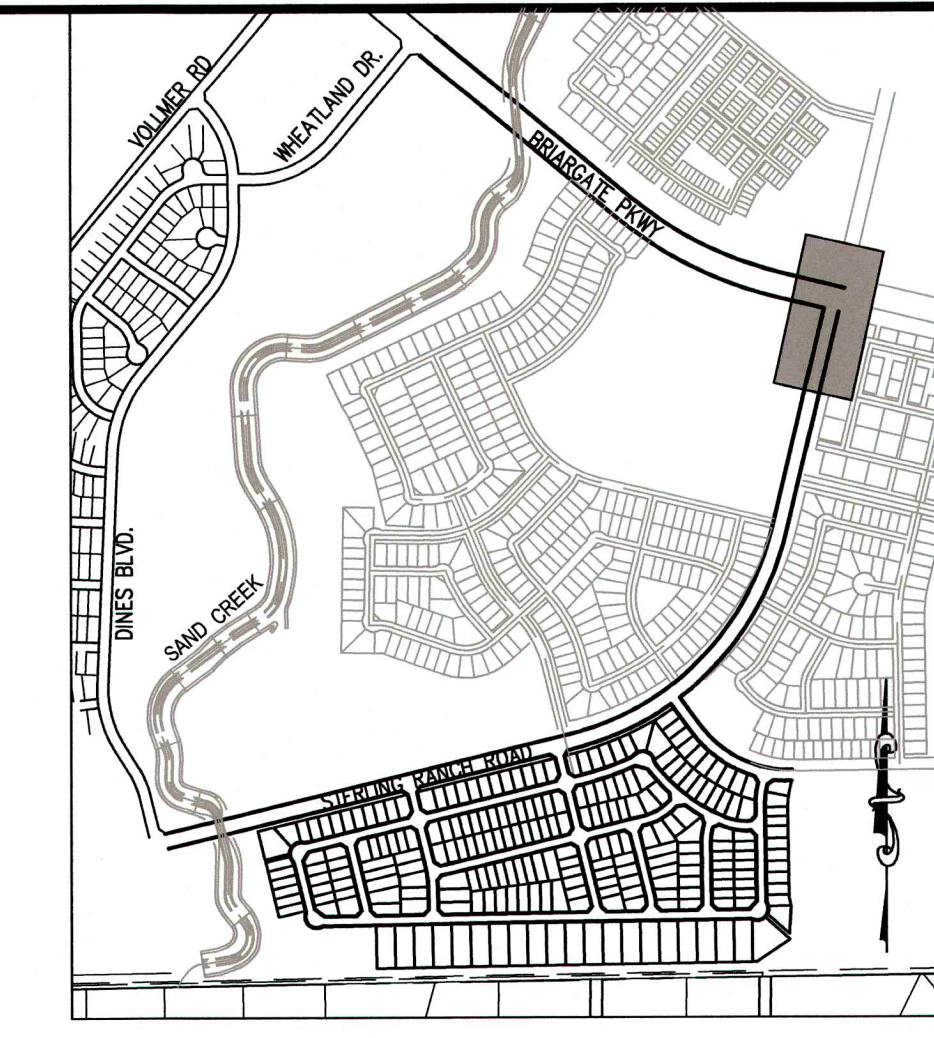 VOLLMER RD
WHEATLAND DR.
BRIARGATE PKWY
DINES BLVD.
SAND CREEK
STERLING RANCH ROAD